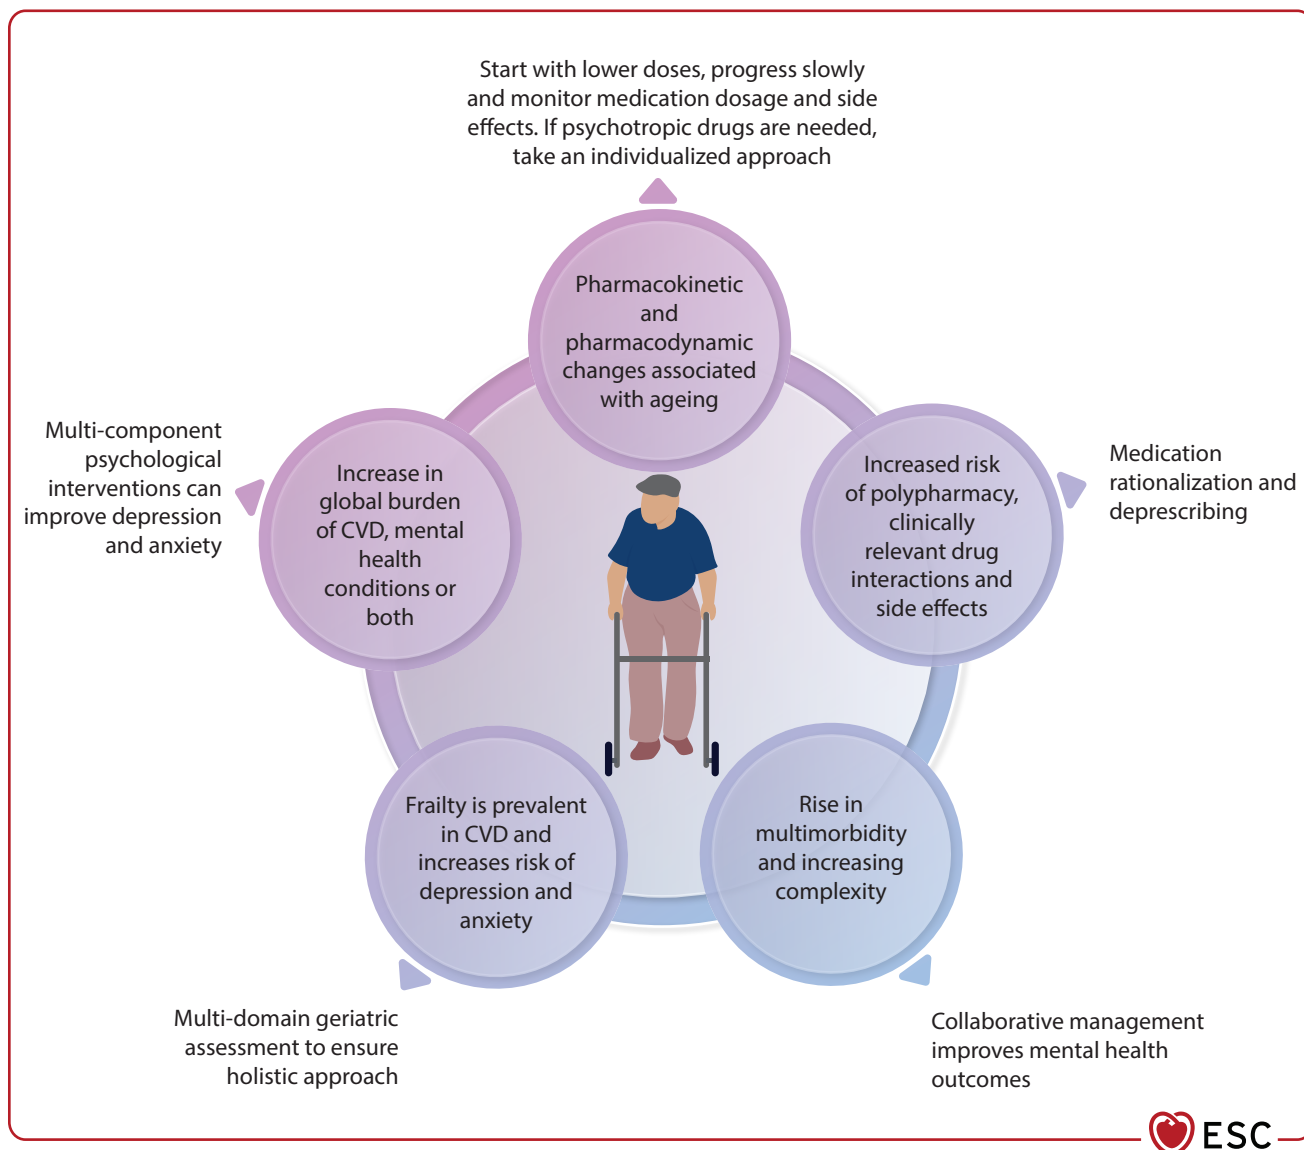 Start with lower doses, progress slowly
and monitor medication dosage and side
effects. If psychotropic drugs are needed,
take an individualized approach
Pharmacokinetic
and
pharmacodynamic
changes associated
with ageing
Multi-component
psychological
interventions can
improve depression
and anxiety
Increase in
global burden
of CVD, mental
health
conditions or
both
Increased risk
of polypharmacy,
clinically
relevant drug
interactions and
side effects
Medication
rationalization and
deprescribing
Frailty is prevalent
in CVD and
increases risk of
depression and
anxiety
Rise in
multimorbidity
and increasing
complexity
Multi-domain geriatric
assessment to ensure
holistic approach
Collaborative management
improves mental health
outcomes
ESC